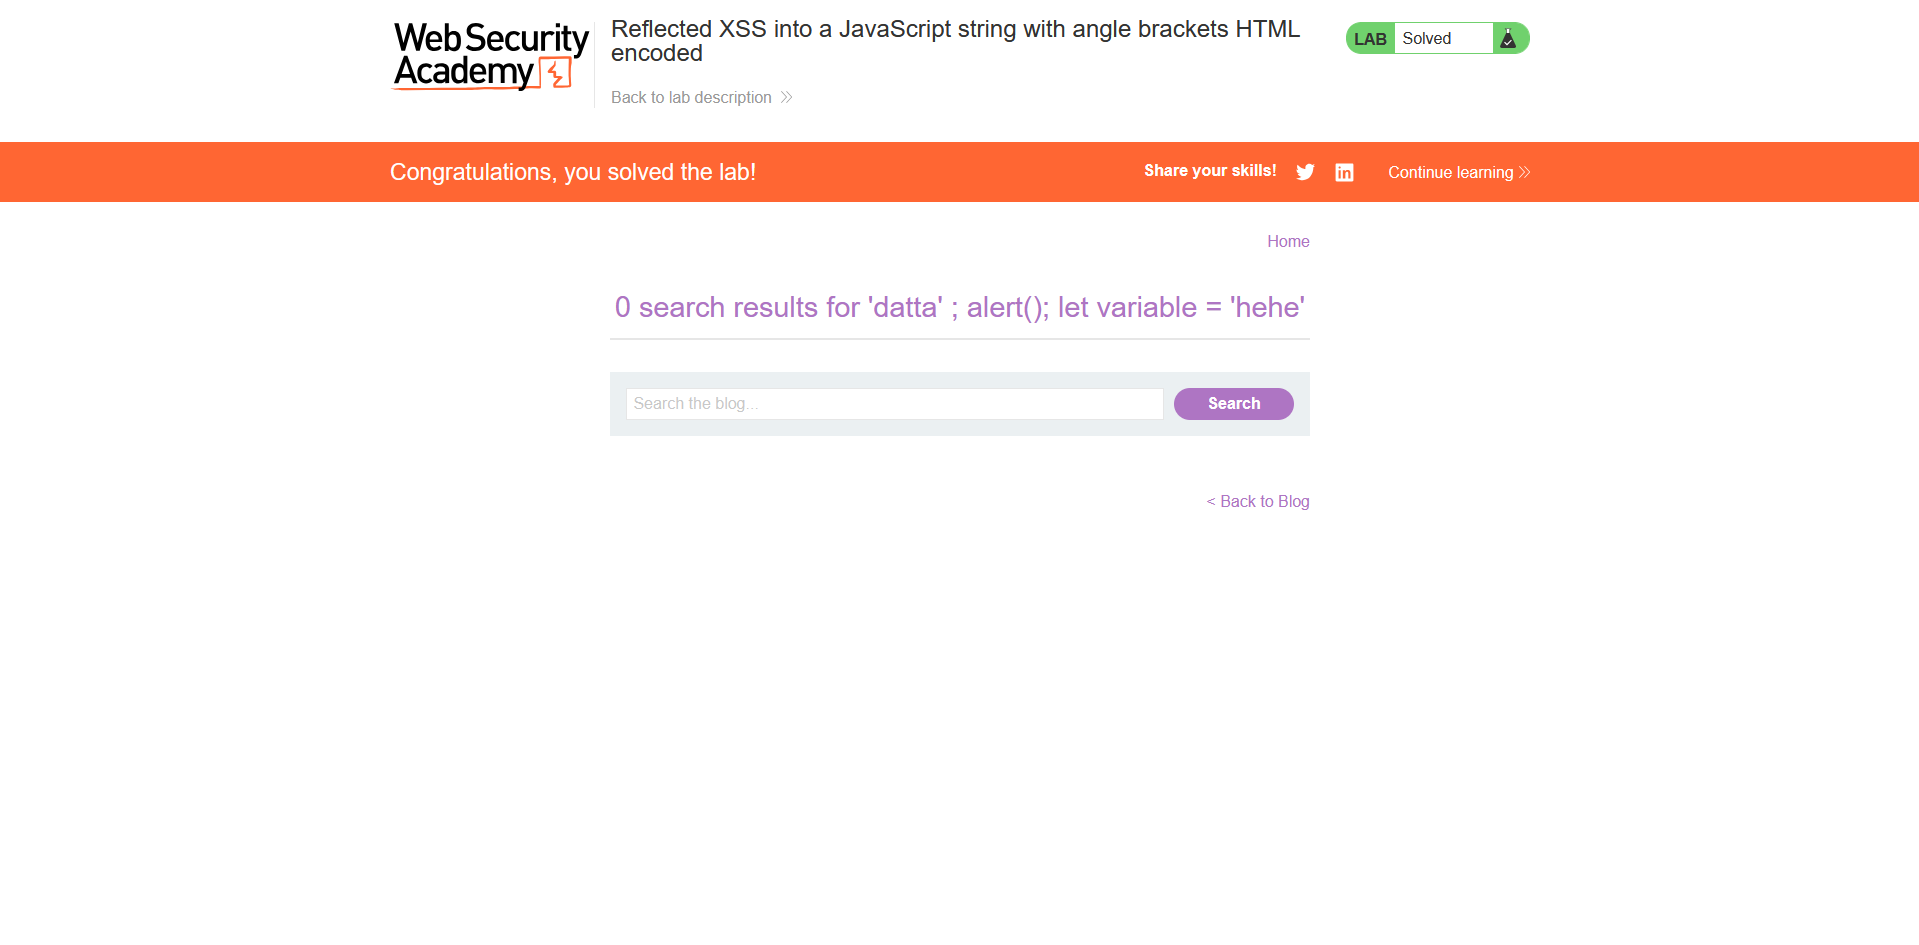 Web Security
Academy
Reflected XSS into a JavaScript string with angle brackets HTML
encoded
Back to lab description
LAB Solved
Congratulations, you solved the lab!
Share your skills!
Continue learning
Home
0 search results for 'datta' ; alert(); let variable = 'hehe'
Search the blog...
Search
< Back to Blog